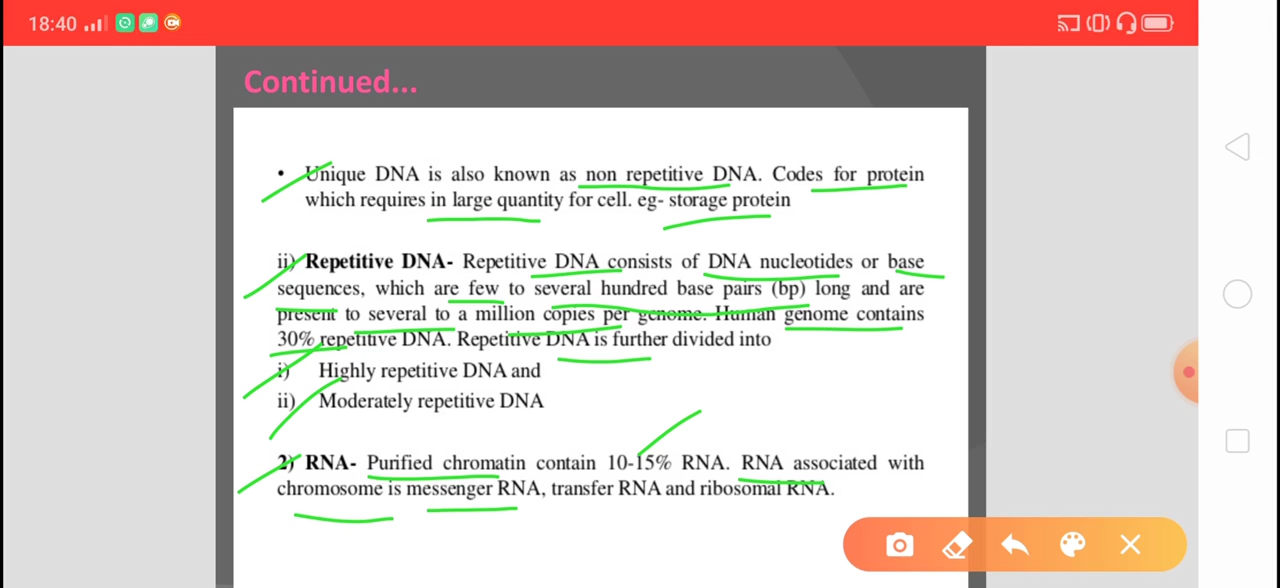 18:40
Continued...
• Unique DNA is also known as non repetitive DNA. Codes for protein
which requires in large quantity for cell. eg- storage protein
ii) Repetitive DNA- Repetitive DNA consists of DNA nucleotides or base
sequences, which are few to several hundred base pairs (bp) long and are
present to several to a million copies per genome. Human genome contains
30% repetitive DNA. Repetitive DNA is further divided into
i) Highly repetitive DNA and
ii) Moderately repetitive DNA
2) RNA- Purified chromatin contain 10-15% RNA. RNA associated with
chromosome is messenger RNA, transfer RNA and ribosomal RNA.